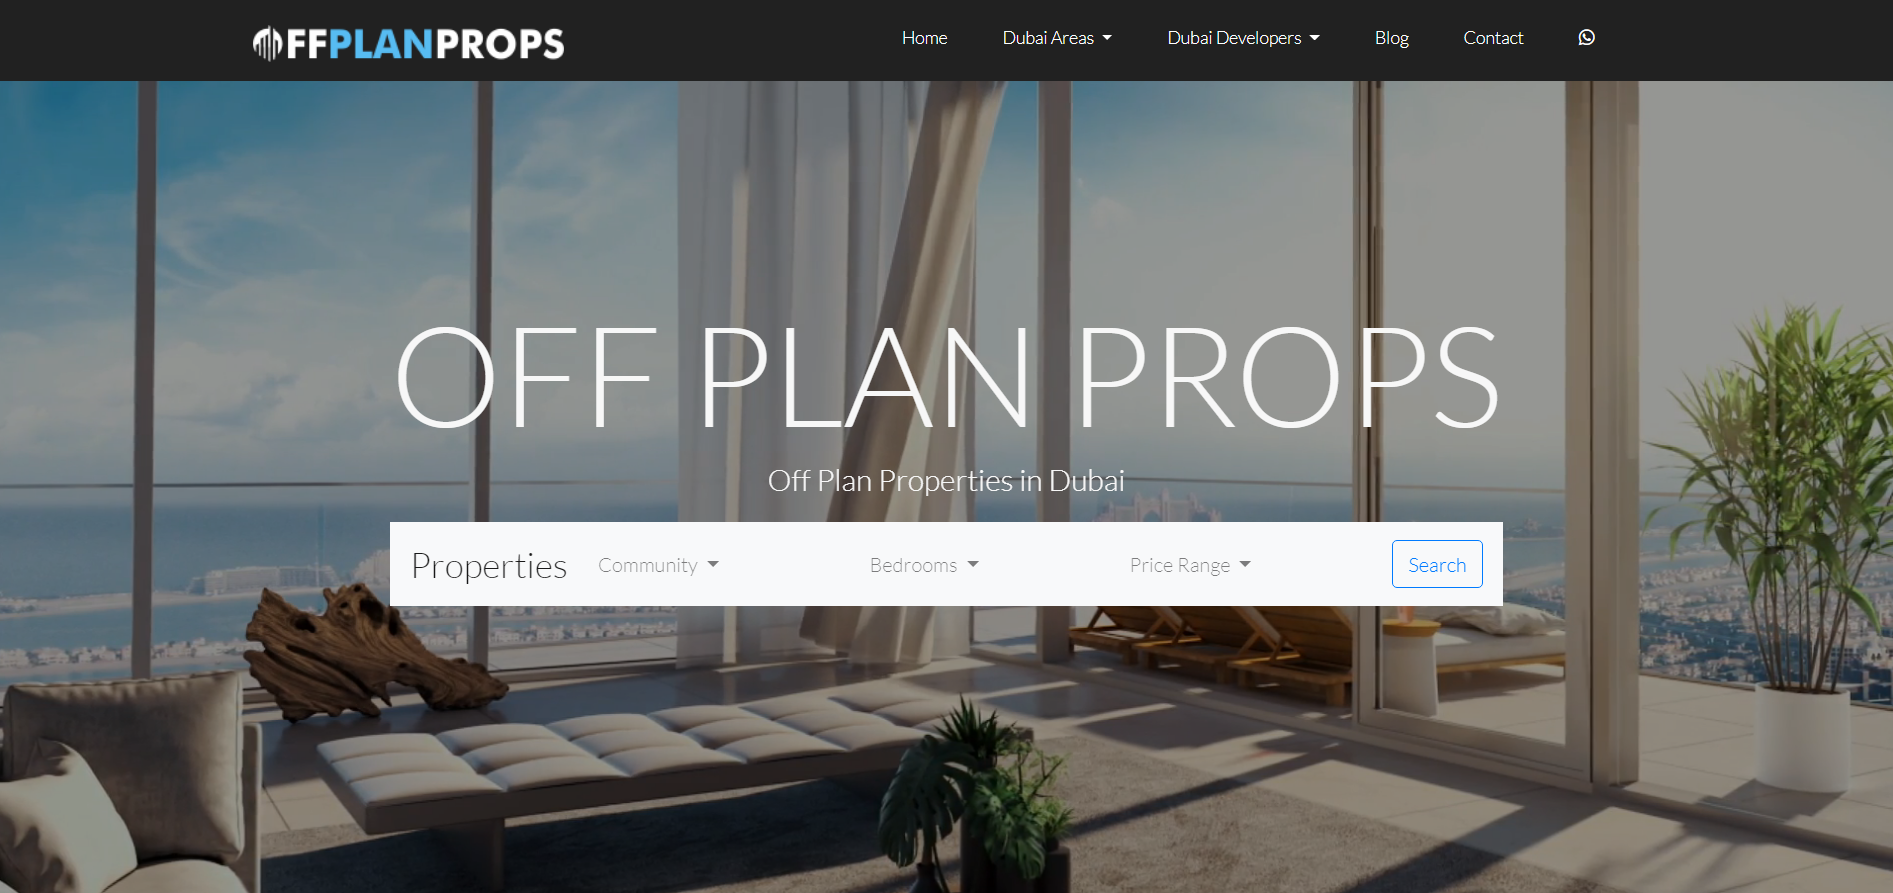 OFFPLANPROPS
Home Dubai Areas Dubai Developers Blog Contact
OFF PLAN PROPS
Off Plan Properties in Dubai
Properties Community Bedrooms Price Range Search